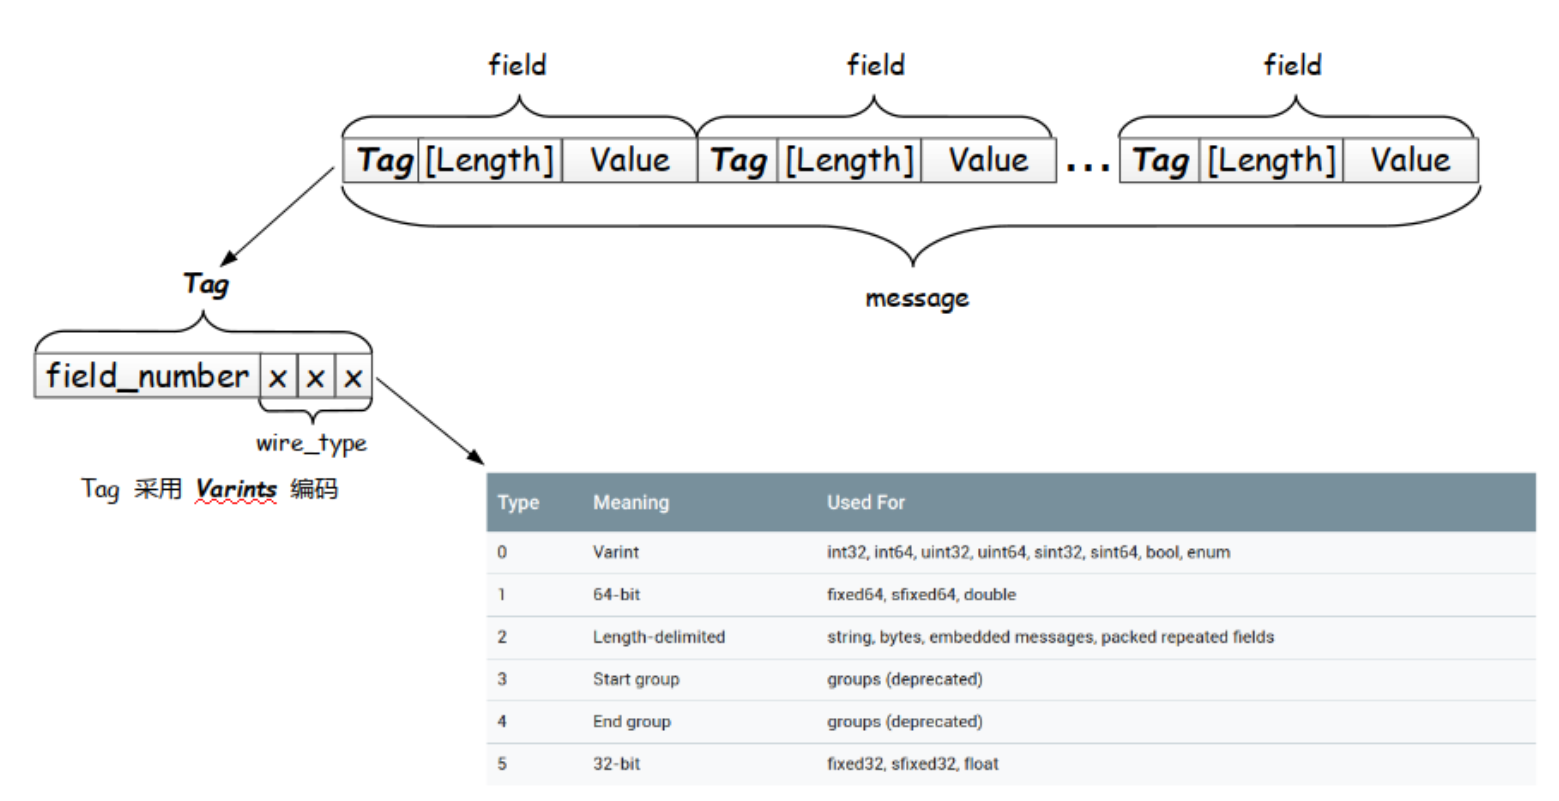 field field field
Tag [Length] Value Tag [Length] Value ... Tag [Length] Value
Tag
message
field_number x x x
wire_type
Tag 采用 Varints 编码
Type Meaning Used For
0 Varint int32, int64, uint32, uint64, sint32, sint64, bool, enum
1 64-bit fixed64, sfixed64, double
2 Length-delimited string, bytes, embedded messages, packed repeated fields
3 Start group groups (deprecated)
4 End group groups (deprecated)
5 32-bit fixed32, sfixed32, float